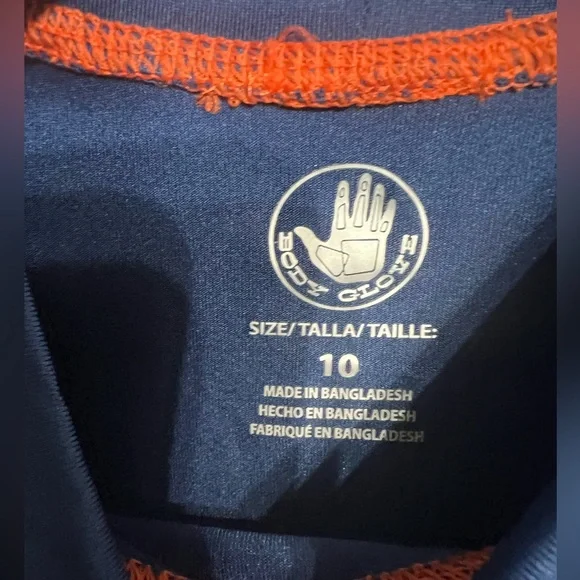 BODY GLOVE
SIZE/TALLA/TAILLE:
10
MADE IN BANGLADESH
HECHO EN BANGLADESH
FABRIQUÉ EN BANGLADESH